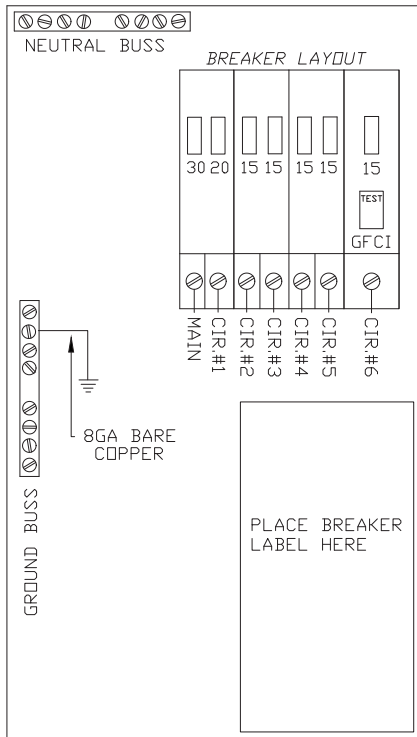 NEUTRAL BUSS
BREAKER LAYOUT
30 20 15 15 15 15 15
TEST
GFCI
MAIN
CIR.#1
CIR.#2
CIR.#3
CIR.#4
CIR.#5
CIR.#6
8GA BARE
COPPER
GROUND BUSS
PLACE BREAKER
LABEL HERE